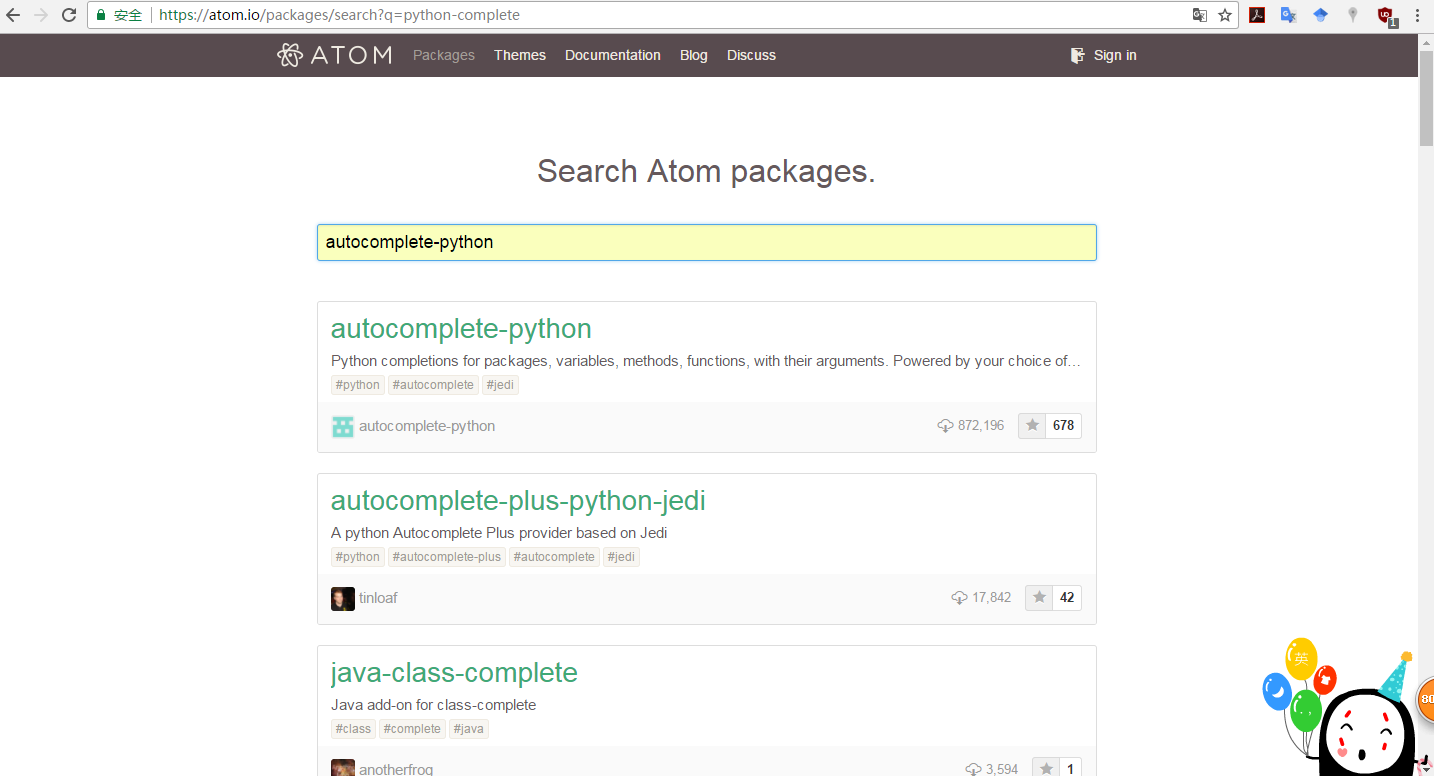 安全 https://atom.io/packages/search?q=python-complete
1
ATOM Packages Themes Documentation Blog Discuss Sign in
Search Atom packages.
autocomplete-python
autocomplete-python
Python completions for packages, variables, methods, functions, with their arguments. Powered by your choice of…
#python #autocomplete #jedi
autocomplete-python 872,196 678
autocomplete-plus-python-jedi
A python Autocomplete Plus provider based on Jedi
#python #autocomplete-plus #autocomplete #jedi
tinloaf 17,842 42
java-class-complete
Java add-on for class-complete
#class #complete #java
anotherfrog 3,594 1
英
80